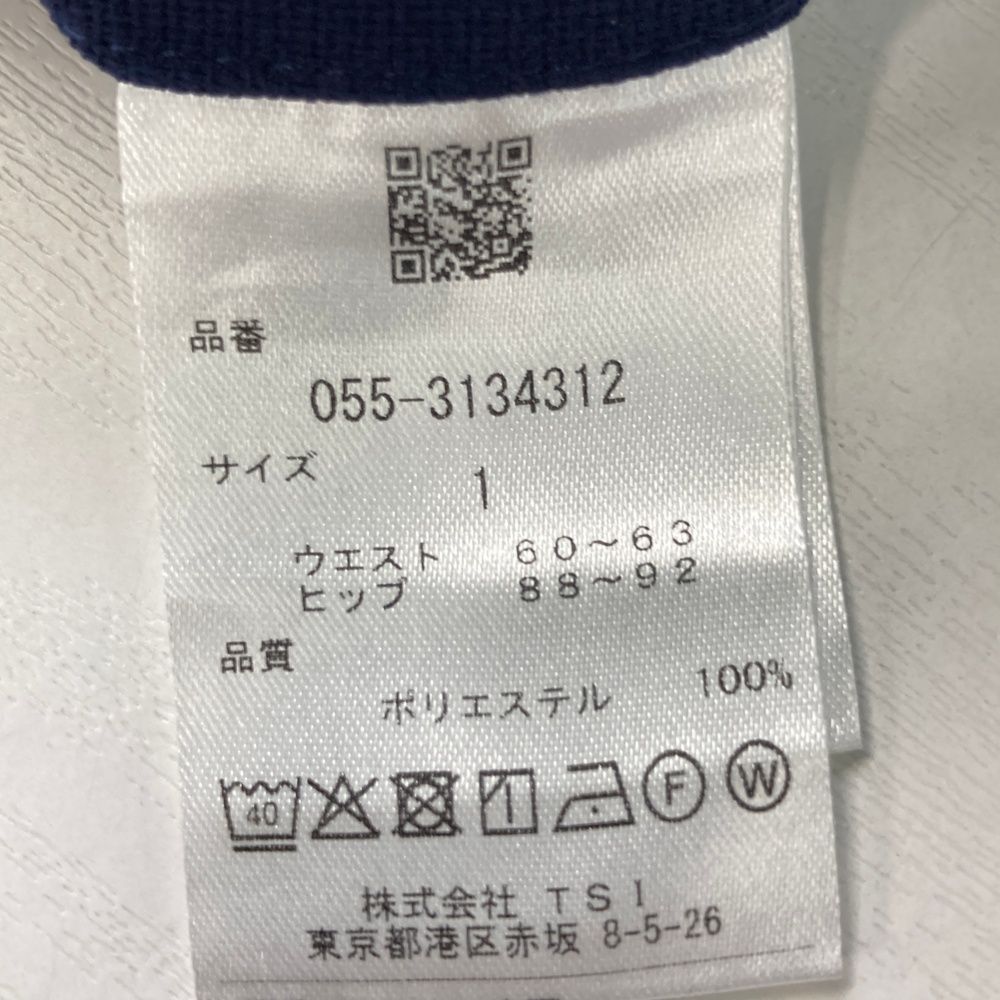 品番
055-3134312
サイズ 1
ウエスト 60〜63
ヒップ 88〜92
品質
ポリエステル 100%
40 F W
株式会社 TSI
東京都港区赤坂 8-5-26